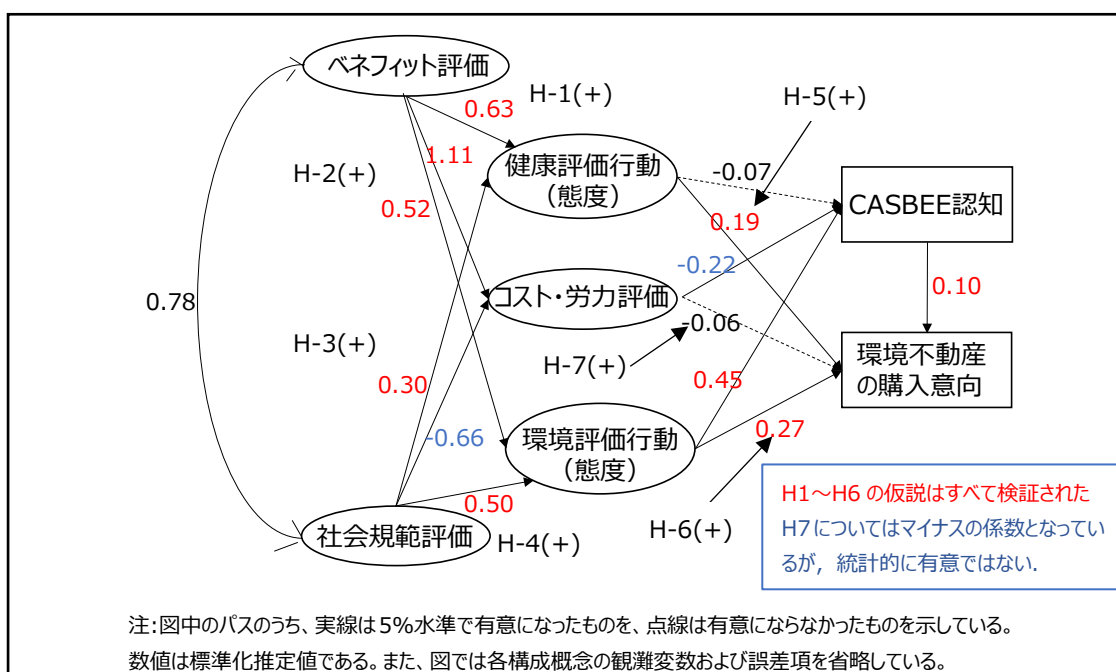 ベネフィット評価
H-1(+)
0.63
H-5(+)
1.11
健康評価行動
(態度)
-0.07
H-2(+)
0.52
0.19
CASBEE認知
-0.22
0.78
コスト・労力評価
0.10
-0.06
H-3(+)
H-7(+)
環境不動産
の購入意向
0.30
0.45
-0.66
環境評価行動
(態度)
0.27
0.50
社会規範評価
H-4(+)
H-6(+)
H1～H6 の仮説はすべて検証された
H7についてはマイナスの係数となってい
るが，統計的に有意ではない.
注:図中のパスのうち、実線は5%水準で有意になったものを、点線は有意にならなかったものを示している。
数値は標準化推定値である。また、図では各構成概念の観灘変数および誤差項を省略している。